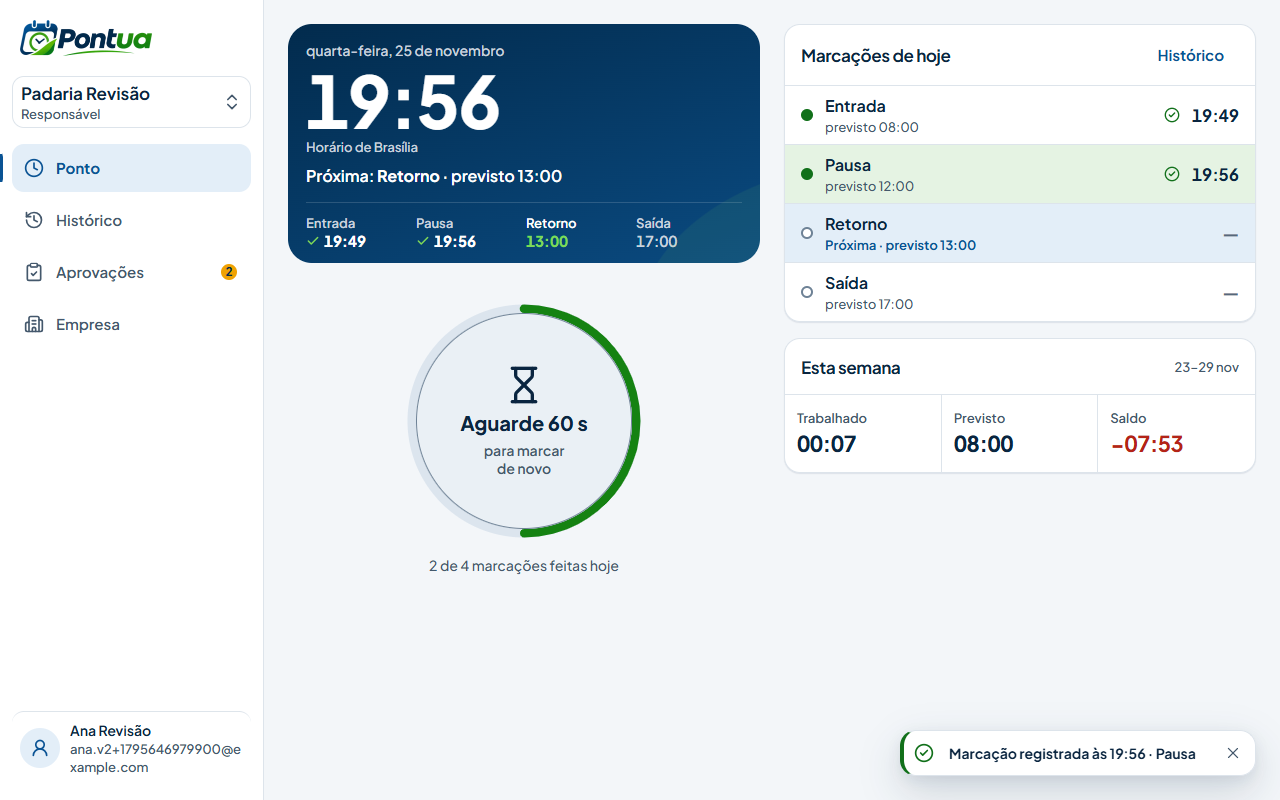 Pontua
Padaria Revisão
Responsável
Ponto
Histórico
Aprovações
2
Empresa
Ana Revisão
ana.v2+1795646979900@e
xample.com
quarta-feira, 25 de novembro
19:56
Horário de Brasília
Próxima: Retorno · previsto 13:00
Entrada
19:49
Pausa
19:56
Retorno
13:00
Saída
17:00
Aguarde 60 s
para marcar
de novo
2 de 4 marcações feitas hoje
Marcações de hoje
Histórico
Entrada
previsto 08:00
19:49
Pausa
previsto 12:00
19:56
Retorno
Próxima · previsto 13:00
—
Saída
previsto 17:00
—
Esta semana
23–29 nov
Trabalhado
00:07
Previsto
08:00
Saldo
−07:53
Marcação registrada às 19:56 · Pausa